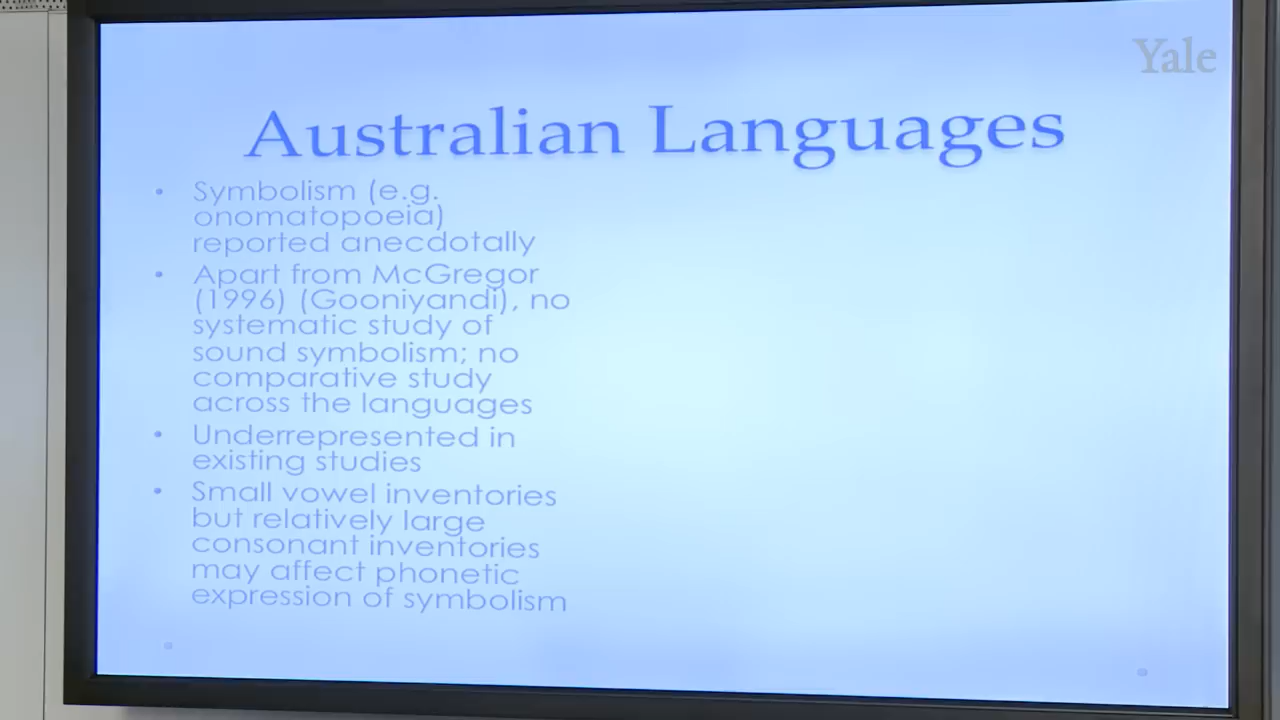 Yale
Australian Languages
• Symbolism (e.g.
onomatopoeia)
reported anecdotally
• Apart from McGregor
(1996) (Gooniyandi), no
systematic study of
sound symbolism; no
comparative study
across the languages
• Underrepresented in
existing studies
• Small vowel inventories
but relatively large
consonant inventories
may affect phonetic
expression of symbolism